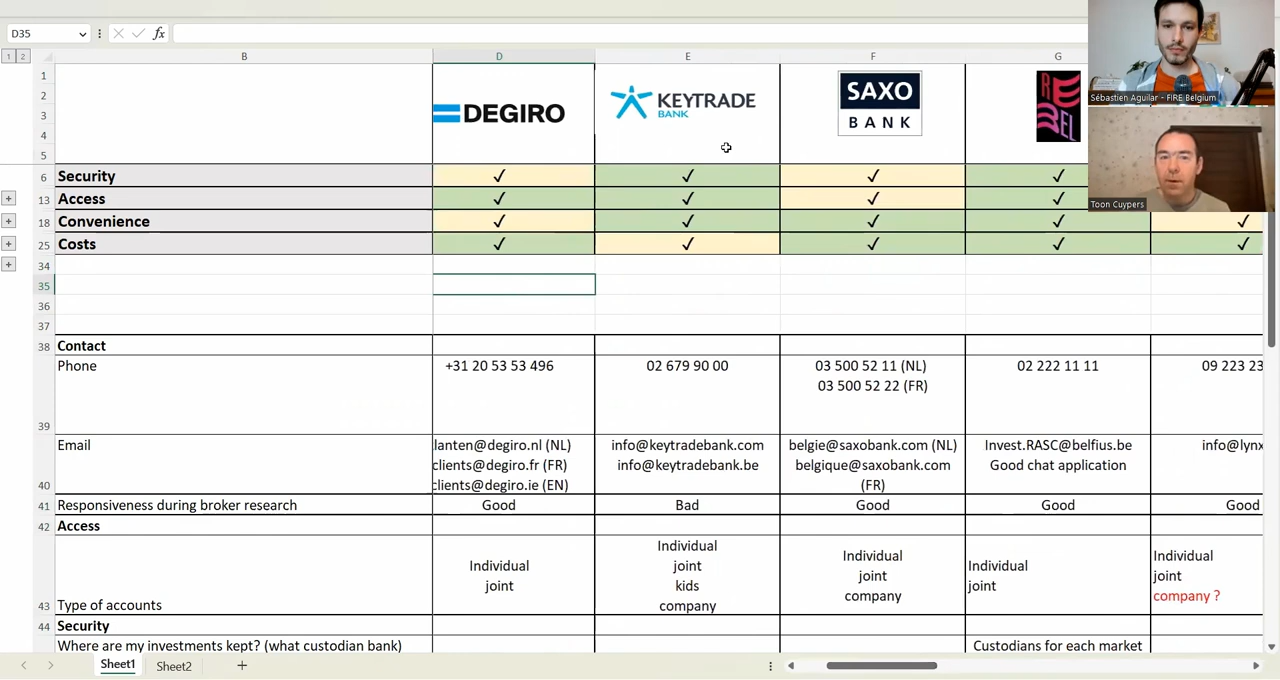 D35
fx
1 2
B D E F G
1
2
3
4
5
DEGIRO
KEYTRADE
BANK
SAXO
BANK
RE
BEL
Sébastien Aguilar - FIRE Belgium
Toon Cuypers
6 Security ✓ ✓ ✓ ✓
13 Access ✓ ✓ ✓ ✓
18 Convenience ✓ ✓ ✓ ✓ ✓
25 Costs ✓ ✓ ✓ ✓ ✓
34
35
36
37
38 Contact
Phone +31 20 53 53 496 02 679 90 00 03 500 52 11 (NL) 02 222 11 11 09 223 23
03 500 52 22 (FR)
39
Email lanten@degiro.nl (NL) info@keytradebank.com belgie@saxobank.com (NL) Invest.RASC@belfius.be info@lynx
clients@degiro.fr (FR) info@keytradebank.be belgique@saxobank.com Good chat application
40 clients@degiro.ie (EN) (FR)
41 Responsiveness during broker research Good Bad Good Good Good
42 Access
Individual
joint
Individual
joint
kids
company
Individual
joint
company
Individual
joint
Individual
joint
company ?
43 Type of accounts
44 Security
Where are my investments kept? (what custodian bank) Custodians for each market
Sheet1 Sheet2 +